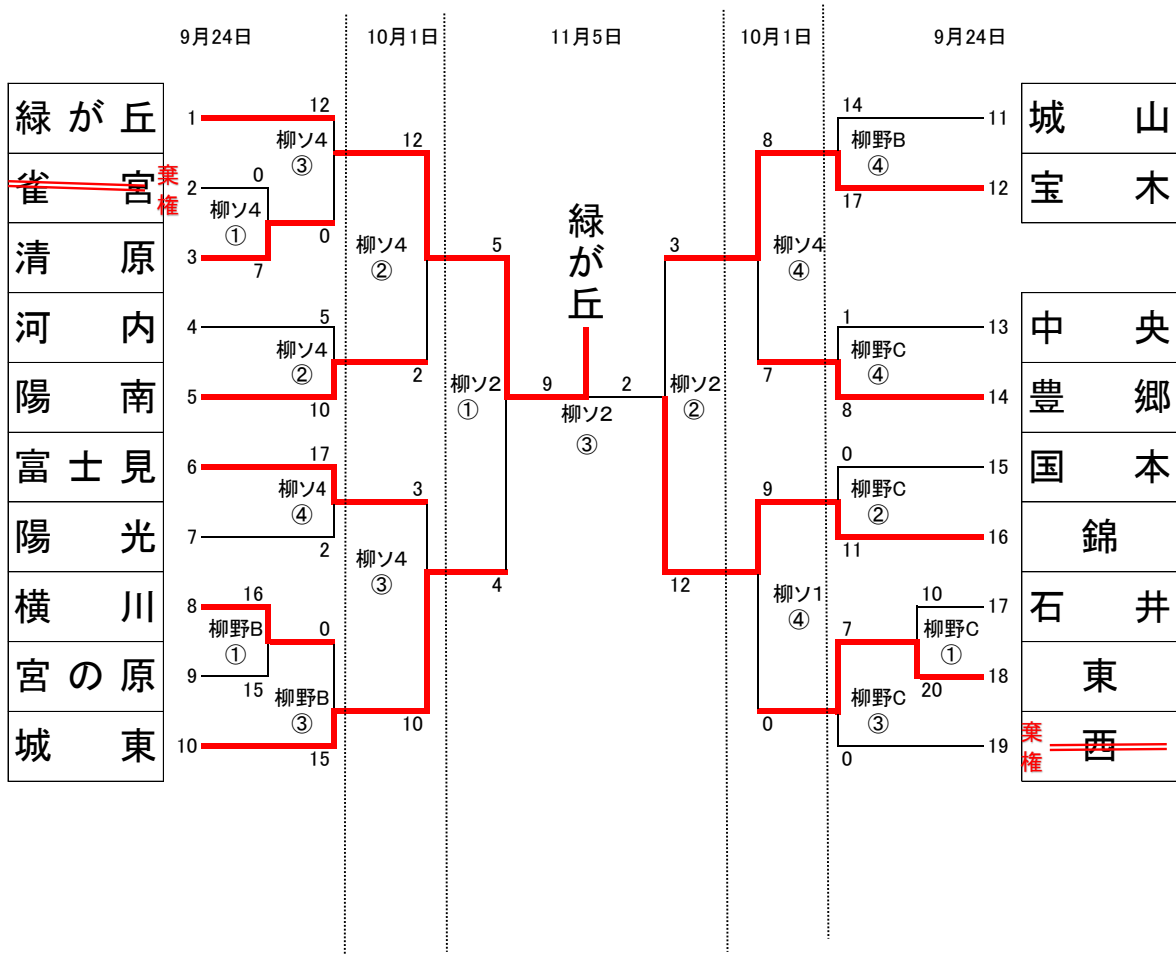 9月24日 10月1日 11月5日 10月1日 9月24日
緑が丘 1 12
柳ソ4
③
12
雀宮 棄権 2 0
柳ソ4
①
清原 3 7
0
柳ソ4
②
河内 4 5
柳ソ4
②
陽南 5 10
2
5
柳ソ2
①
富士見 6 17
柳ソ4
④
3
陽光 7 2
柳ソ4
③
4
横川 8 16
柳野B
①
0
宮の原 9 15
柳野B
③
10
城東 10 15
緑が丘
9 2
柳ソ2
③
14 11 城山
8
柳野B
④
17 12 宝木
3
柳ソ4
④
1 13 中央
柳野C
④
7
8 14 豊郷
柳ソ2
②
0 15 国本
9
柳野C
②
11 16 錦
12
柳ソ1
④
10 17 石井
7
柳野C
①
20 18 東
0
柳野C
③
0 19 棄権 西